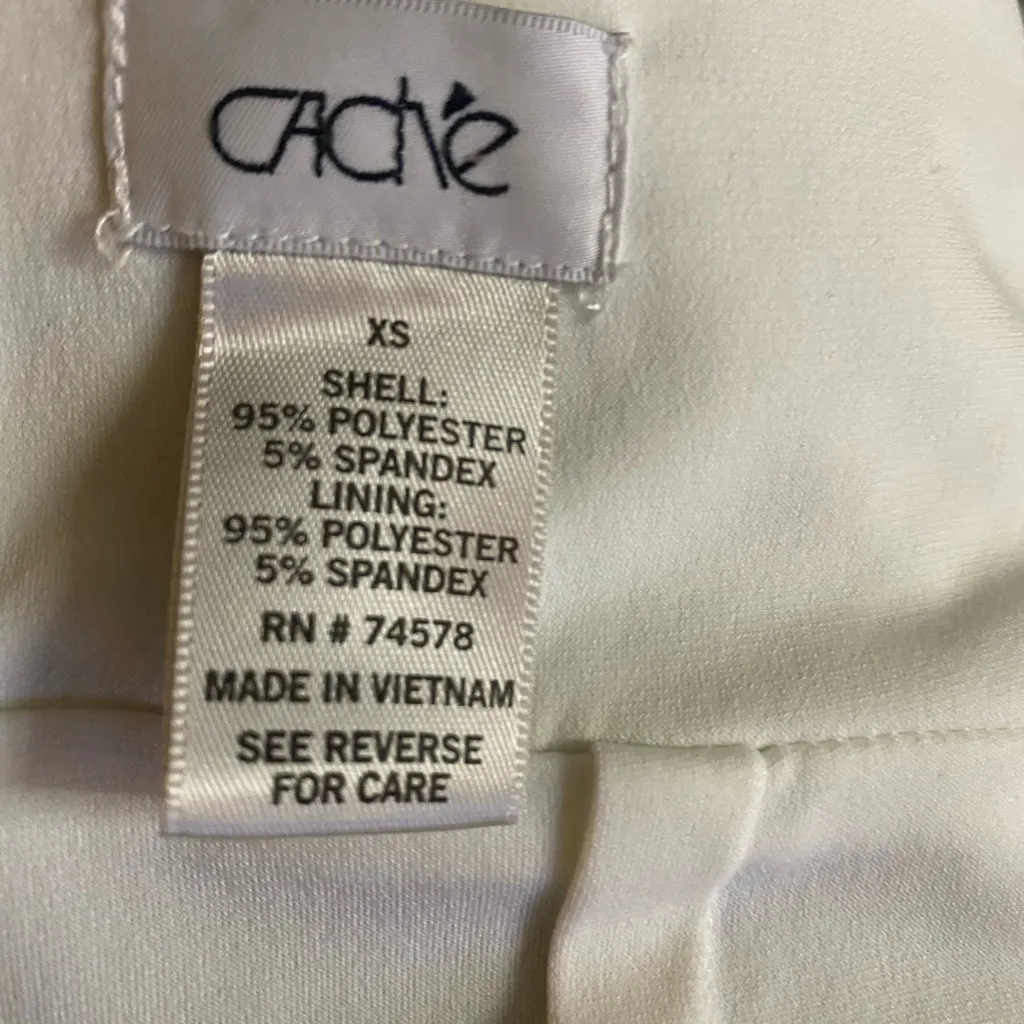 CAChé
XS
SHELL:
95% POLYESTER
5% SPANDEX
LINING:
95% POLYESTER
5% SPANDEX
RN # 74578
MADE IN VIETNAM
SEE REVERSE
FOR CARE